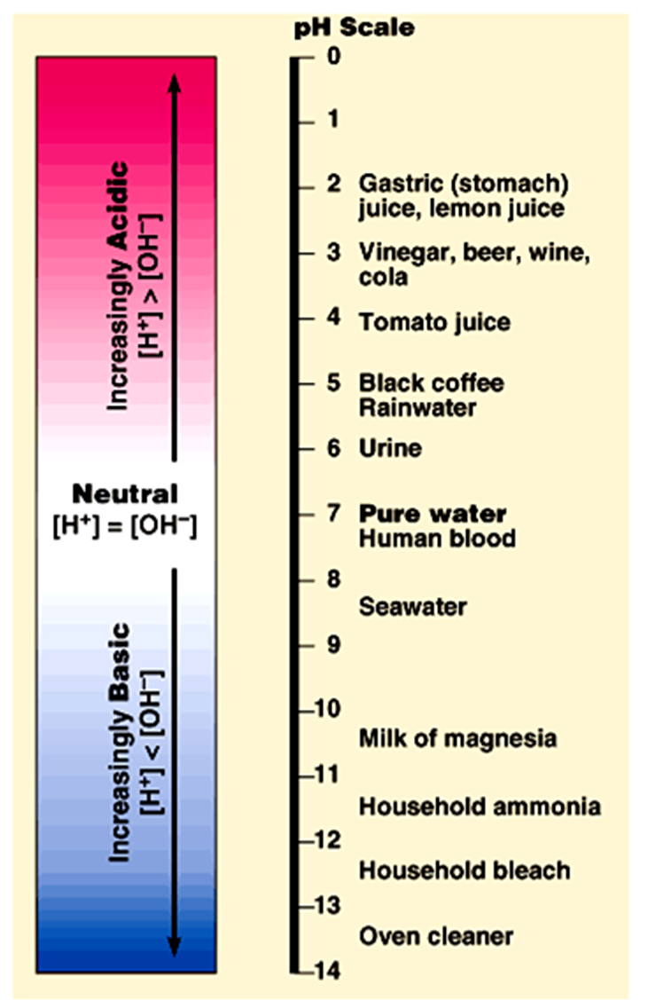 pH Scale
0
1
2 Gastric (stomach)
juice, lemon juice
3 Vinegar, beer, wine,
cola
4 Tomato juice
5 Black coffee
Rainwater
6 Urine
7 Pure water
Human blood
8
Seawater
9
10
Milk of magnesia
11
Household ammonia
12
Household bleach
13
Oven cleaner
14
Increasingly Acidic
[H⁺] > [OH⁻]
Neutral
[H⁺] = [OH⁻]
Increasingly Basic
[H⁺] < [OH⁻]